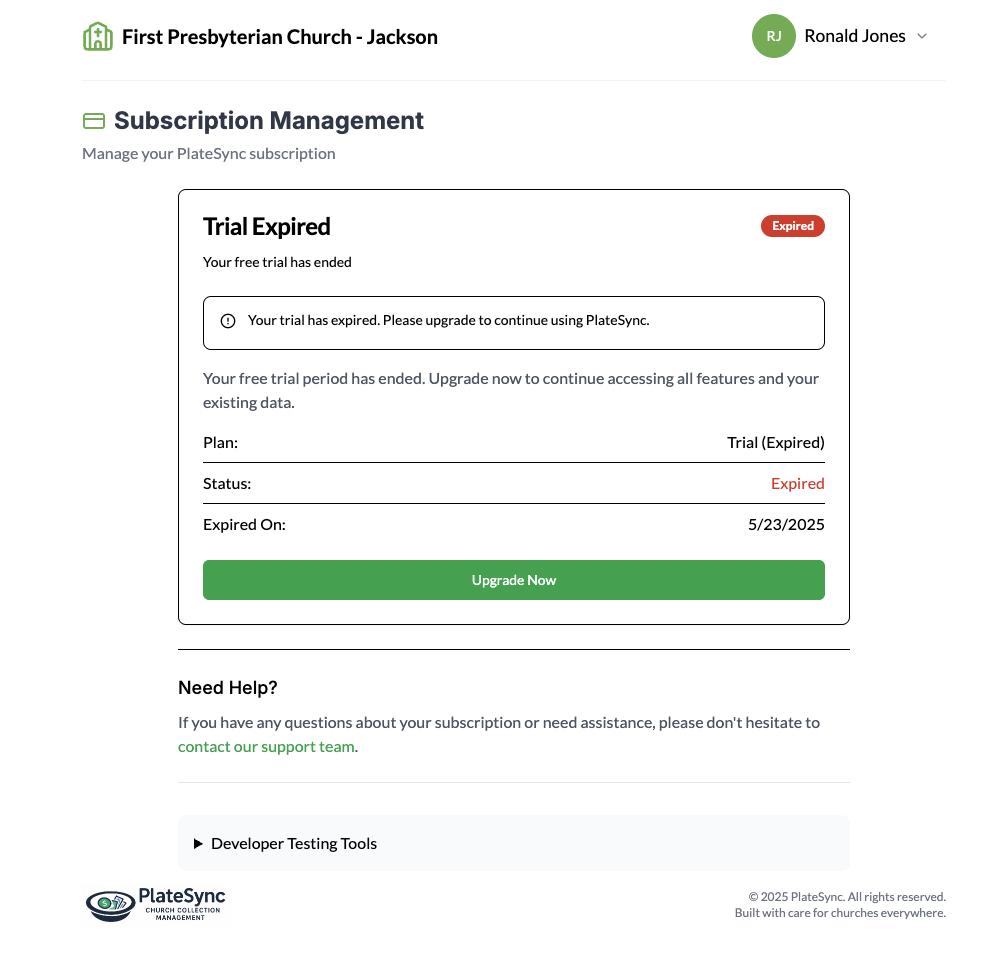 First Presbyterian Church - Jackson
RJ
Ronald Jones
Subscription Management
Manage your PlateSync subscription
Trial Expired
Expired
Your free trial has ended
Your trial has expired. Please upgrade to continue using PlateSync.
Your free trial period has ended. Upgrade now to continue accessing all features and your
existing data.
Plan:
Trial (Expired)
Status:
Expired
Expired On:
5/23/2025
Upgrade Now
Need Help?
If you have any questions about your subscription or need assistance, please don't hesitate to
contact our support team.
Developer Testing Tools
PlateSync
CHURCH COLLECTION
MANAGEMENT
© 2025 PlateSync. All rights reserved.
Built with care for churches everywhere.